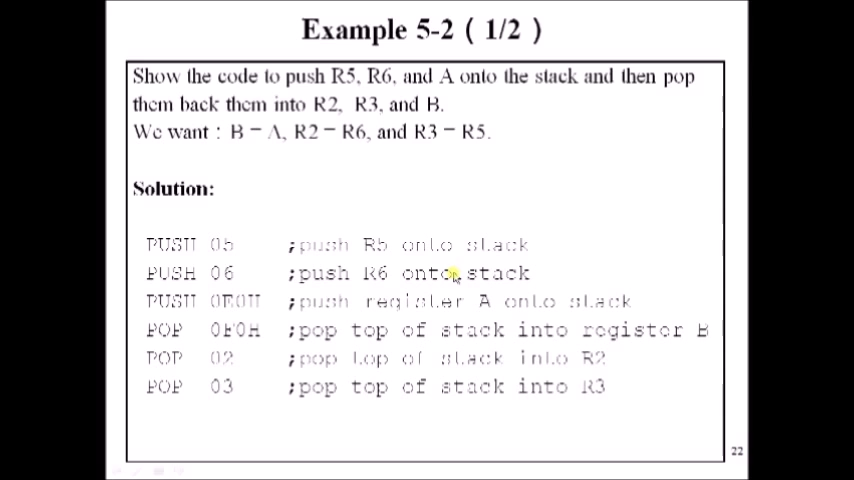 Example 5-2 ( 1/2 )
Show the code to push R5, R6, and A onto the stack and then pop
them back them into R2, R3, and B.
We want : B = A, R2 = R6, and R3 = R5.
Solution:
PUSH 05 ;push R5 onto stack
PUSH 06 ;push R6 onto stack
PUSH 0E0H ;push register A onto stack
POP 0F0H ;pop top of stack into register B
POP 02 ;pop top of stack into R2
POP 03 ;pop top of stack into R3
22